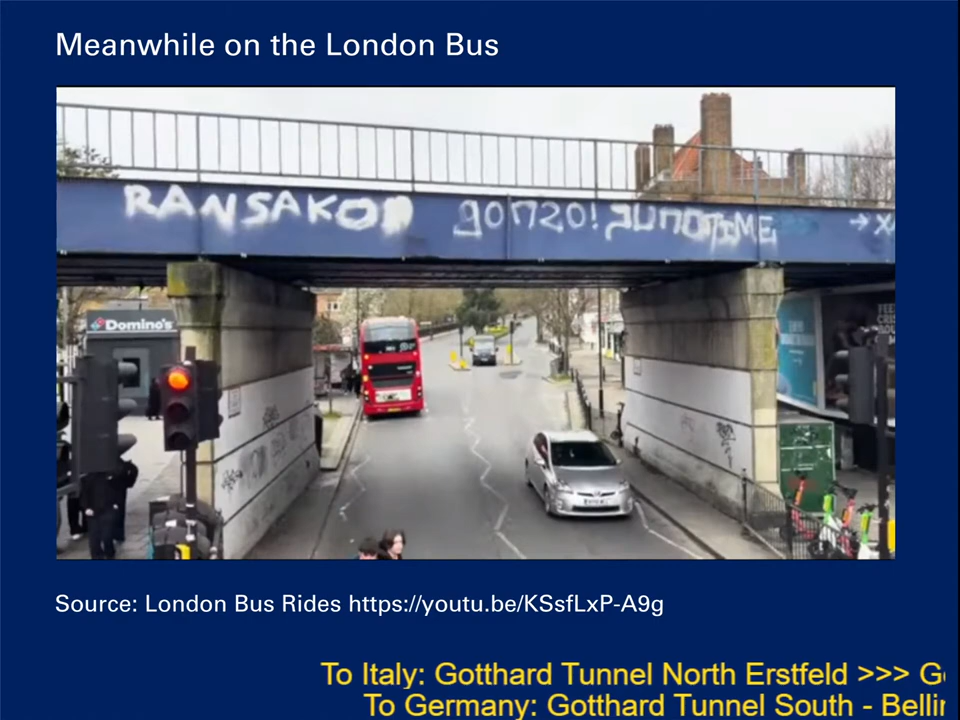 Meanwhile on the London Bus
RANSAKOD
Domino's
Source: London Bus Rides https://youtu.be/KSsfLxP-A9g
To Italy: Gotthard Tunnel North Erstfeld >>>
To Germany: Gotthard Tunnel South -